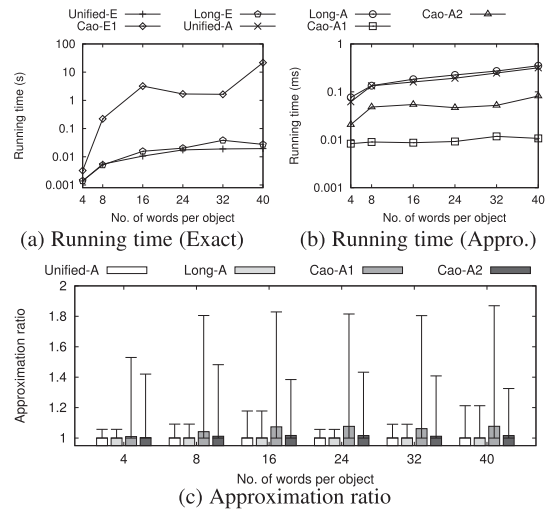 Unified-E Long-E
Cao-E1 Unified-A
Long-A Cao-A2
Cao-A1
Running time (s)
100
10
1
0.1
0.01
0.001
4 8 16 24 32 40
No. of words per object
(a) Running time (Exact)
Running time (ms)
1
0.1
0.01
0.001
4 8 16 24 32 40
No. of words per object
(b) Running time (Appro.)
Unified-A Long-A Cao-A1 Cao-A2
Approximation ratio
2
1.8
1.6
1.4
1.2
1
4 8 16 24 32 40
No. of words per object
(c) Approximation ratio